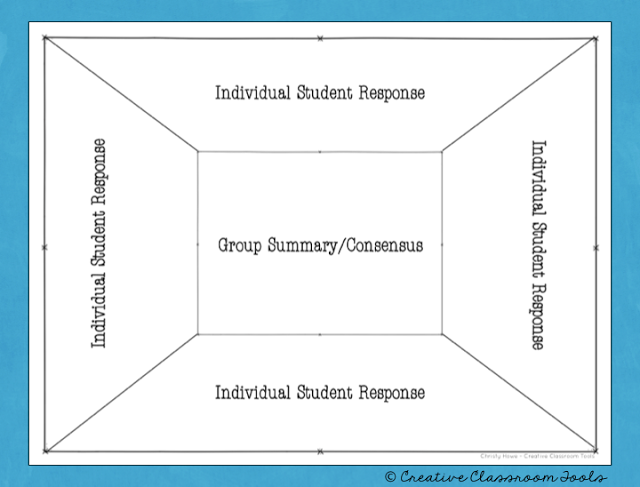 Individual Student Response
Individual Student Response
Group Summary/Consensus
Individual Student Response
Individual Student Response
Christy Howe - Creative Classroom Tools
© Creative Classroom Tools